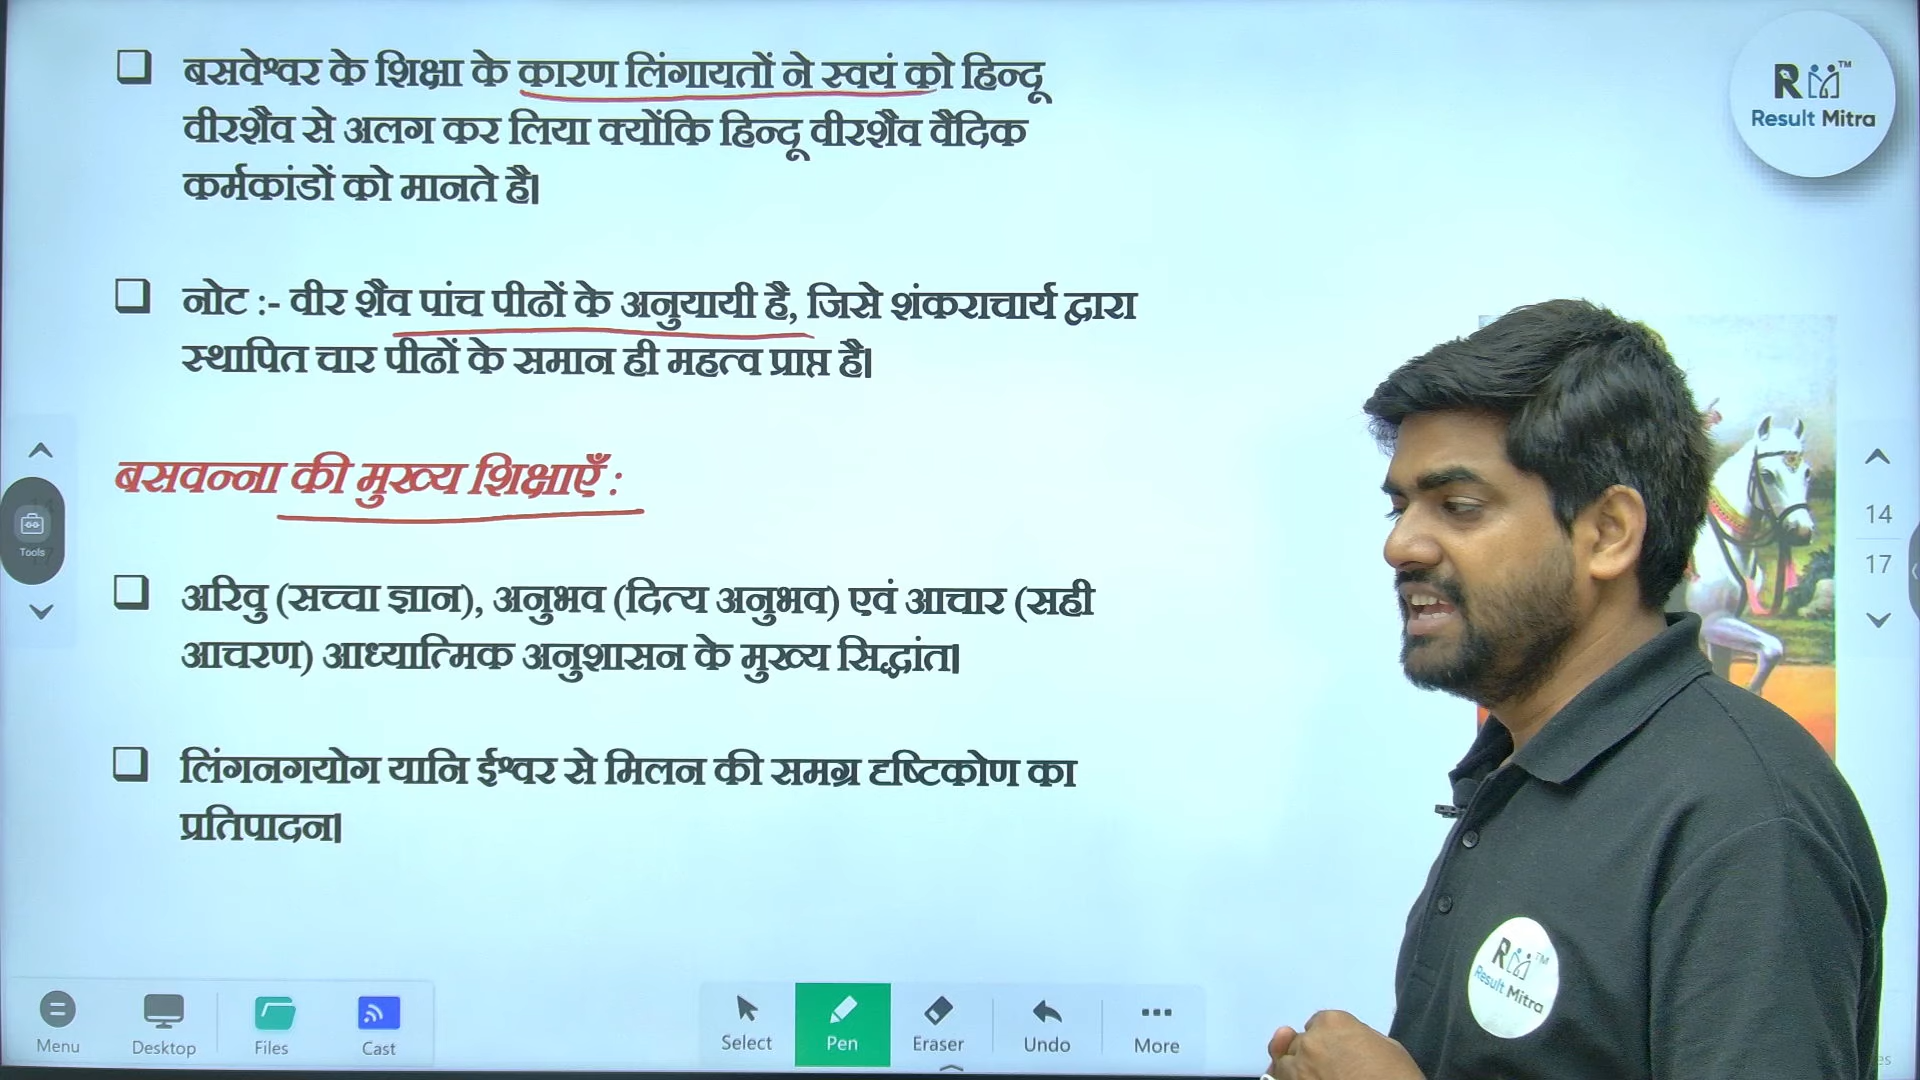 बसवेश्वर के शिक्षा के कारण लिंगायतों ने स्वयं को हिन्दू
वीरशैव से अलग कर लिया क्योंकि हिन्दू वीरशैव वैदिक
कर्मकांडों को मानते है।
नोट :- वीर शैव पांच पीढों के अनुयायी है, जिसे शंकराचार्य द्वारा
स्थापित चार पीढों के समान ही महत्व प्राप्त है।
बसवन्ना की मुख्य शिक्षाएँ :
अरिवु (सच्चा ज्ञान), अनुभव (दित्य अनुभव) एवं आचार (सही
आचरण) आध्यात्मिक अनुशासन के मुख्य सिद्धांत।
लिंगनगयोग यानि ईश्वर से मिलन की समग्र दृष्टिकोण का
प्रतिपादन।
R TM
Result Mitra
14
17
Tools
R TM
Result Mitra
Menu
Desktop
Files
Cast
Select
Pen
Eraser
Undo
More